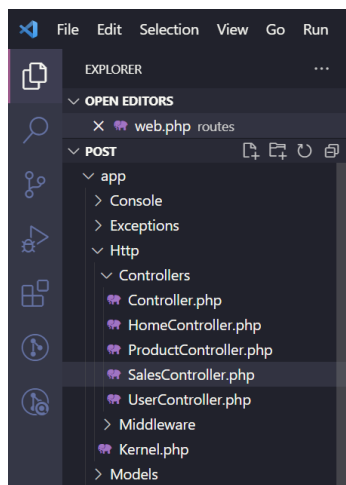 File Edit Selection View Go Run
EXPLORER
OPEN EDITORS
web.php routes
POST
app
Console
Exceptions
Http
Controllers
Controller.php
HomeController.php
ProductController.php
SalesController.php
UserController.php
Middleware
Kernel.php
Models